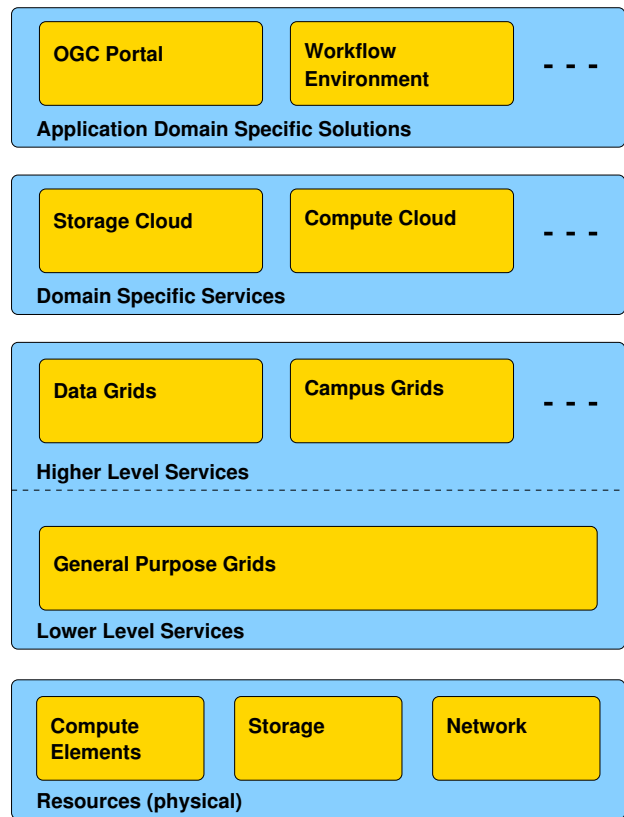 OGC Portal
Workflow
Environment
- - -
Application Domain Specific Solutions
Storage Cloud
Compute Cloud
- - -
Domain Specific Services
Data Grids
Campus Grids
- - -
Higher Level Services
General Purpose Grids
Lower Level Services
Compute
Elements
Storage
Network
Resources (physical)